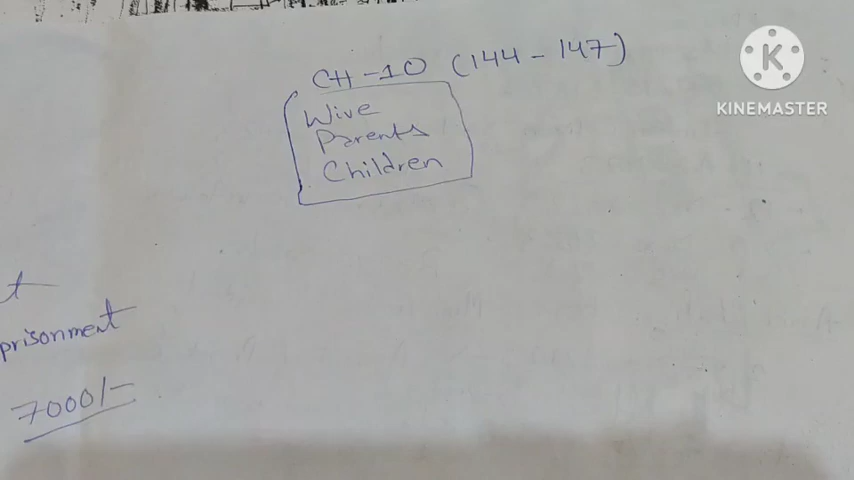 CH-10 (144-147)
Wive
Parents
Children
t
prisonment
7000/-
K
KINEMASTER